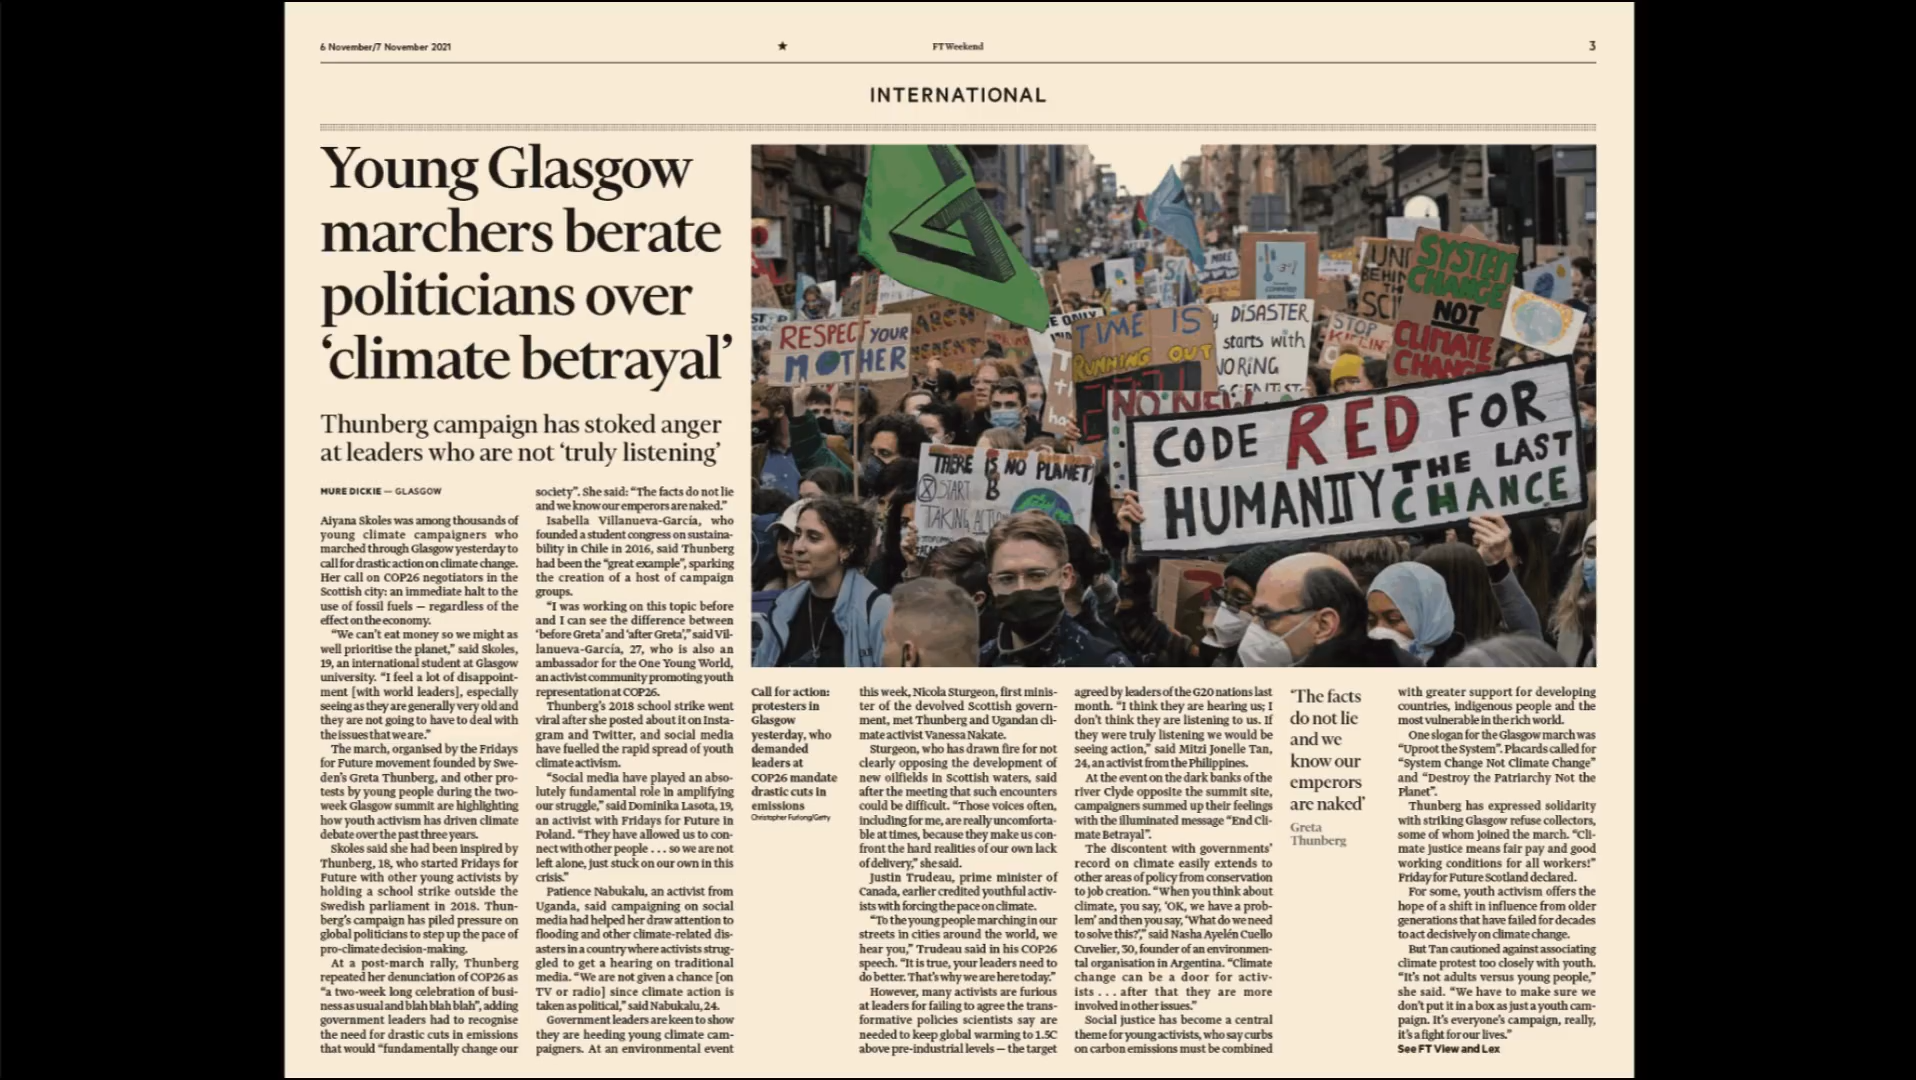 6 November/7 November 2021
★
FTWeekend
3
INTERNATIONAL
Young Glasgow
marchers berate
politicians over
‘climate betrayal’
Thunberg campaign has stoked anger
at leaders who are not ‘truly listening’
MURE DICKIE — GLASGOW
Aiyana Skoles was among thousands of
young climate campaigners who
marched through Glasgow yesterday to
call for drastic action on climate change.
Her call on COP26 negotiators in the
Scottish city: an immediate halt to the
use of fossil fuels — regardless of the
effect on the economy.
“We can’t eat money so we might as
well prioritise the planet,” said Skoles,
19, an international student at Glasgow
university. “I feel a lot of disappoint-
ment [with world leaders], especially
seeing as they are generally very old and
they are not going to have to deal with
the issues that we are.”
The march, organised by the Fridays
for Future movement founded by Swe-
den’s Greta Thunberg, and other pro-
tests by young people during the two-
week Glasgow summit are highlighting
how youth activism has driven climate
debate over the past three years.
Skoles said she had been inspired by
Thunberg, 18, who started Fridays for
Future with other young activists by
holding a school strike outside the
Swedish parliament in 2018. Thun-
berg’s campaign has piled pressure on
global politicians to step up the pace of
pro-climate decision-making.
At a post-march rally, Thunberg
repeated her denunciation of COP26 as
“a two-week long celebration of busi-
ness as usual and blah blah blah”, adding
government leaders had to recognise
the need for drastic cuts in emissions
that would “fundamentally change our
society”. She said: “The facts do not lie
and we know our emperors are naked.”
Isabella Villanueva-García, who
founded a student congress on sustaina-
bility in Chile in 2016, said Thunberg
had been the “great example”, sparking
the creation of a host of campaign
groups.
“I was working on this topic before
and I can see the difference between
‘before Greta’ and ‘after Greta’,” said Vil-
lanueva-García, 27, who is also an
ambassador for the One Young World,
an activist community promoting youth
representation at COP26.
Thunberg’s 2018 school strike went
viral after she posted about it on Insta-
gram and Twitter, and social media
have fuelled the rapid spread of youth
climate activism.
“Social media have played an abso-
lutely fundamental role in amplifying
our struggle,” said Dominika Lasota, 19,
an activist with Fridays for Future in
Poland. “They have allowed us to con-
nect with other people . . . so we are not
left alone, just stuck on our own in this
crisis.”
Patience Nabukalu, an activist from
Uganda, said campaigning on social
media had helped her draw attention to
flooding and other climate-related dis-
asters in a country where activists strug-
gled to get a hearing on traditional
media. “We are not given a chance [on
TV or radio] since climate action is
taken as political,” said Nabukalu, 24.
Government leaders are keen to show
they are heeding young climate cam-
paigners. At an environmental event
RESPECT YOUR
MOTHER
TIME IS
RUNNING OUT
DISASTER
starts with
NO NEW
STOP
SYSTEM
CHANGE
NOT
CLIMATE
CHANGE
THERE IS NO PLANET
B
START
TAKING
CODE RED FOR
HUMANITY THE LAST
CHANCE
Call for action:
protesters in
Glasgow
yesterday, who
demanded
leaders at
COP26 mandate
drastic cuts in
emissions
Christopher Furlong/Getty
this week, Nicola Sturgeon, first minis-
ter of the devolved Scottish govern-
ment, met Thunberg and Ugandan cli-
mate activist Vanessa Nakate.
Sturgeon, who has drawn fire for not
clearly opposing the development of
new oilfields in Scottish waters, said
after the meeting that such encounters
could be difficult. “Those voices often,
including for me, are really uncomforta-
ble at times, because they make us con-
front the hard realities of our own lack
of delivery,” she said.
Justin Trudeau, prime minister of
Canada, earlier credited youthful activ-
ists with forcing the pace on climate.
“To the young people marching in our
streets in cities around the world, we
hear you,” Trudeau said in his COP26
speech. “It is true, your leaders need to
do better. That’s why we are here today.”
However, many activists are furious
at leaders for failing to agree the trans-
formative policies scientists say are
needed to keep global warming to 1.5C
above pre-industrial levels — the target
agreed by leaders of the G20 nations last
month. “I think they are hearing us; I
don’t think they are listening to us. If
they were truly listening we would be
seeing action,” said Mitzi Jonelle Tan,
24, an activist from the Philippines.
At the event on the dark banks of the
river Clyde opposite the summit site,
campaigners summed up their feelings
with the illuminated message “End Cli-
mate Betrayal”.
The discontent with governments’
record on climate easily extends to
other areas of policy from conservation
to job creation. “When you think about
climate, you say, ‘OK, we have a prob-
lem’ and then you say, ‘What do we need
to solve this?’,” said Nasha Ayelén Cuello
Cuvelier, 30, founder of an environmen-
tal organisation in Argentina. “Climate
change can be a door for activ-
ists . . . after that they are more
involved in other issues.”
Social justice has become a central
theme for young activists, who say curbs
on carbon emissions must be combined
‘The facts
do not lie
and we
know our
emperors
are naked’
Greta
Thunberg
with greater support for developing
countries, indigenous people and the
most vulnerable in the rich world.
One slogan for the Glasgow march was
“Uproot the System”. Placards called for
“System Change Not Climate Change”
and “Destroy the Patriarchy Not the
Planet”.
Thunberg has expressed solidarity
with striking Glasgow refuse collectors,
some of whom joined the march. “Cli-
mate justice means fair pay and good
working conditions for all workers!”
Friday for Future Scotland declared.
For some, youth activism offers the
hope of a shift in influence from older
generations that have failed for decades
to act decisively on climate change.
But Tan cautioned against associating
climate protest too closely with youth.
“It’s not adults versus young people,”
she said. “We have to make sure we
don’t put it in a box as just a youth cam-
paign. It’s everyone’s campaign, really,
it’s a fight for our lives.”
See FT View and Lex